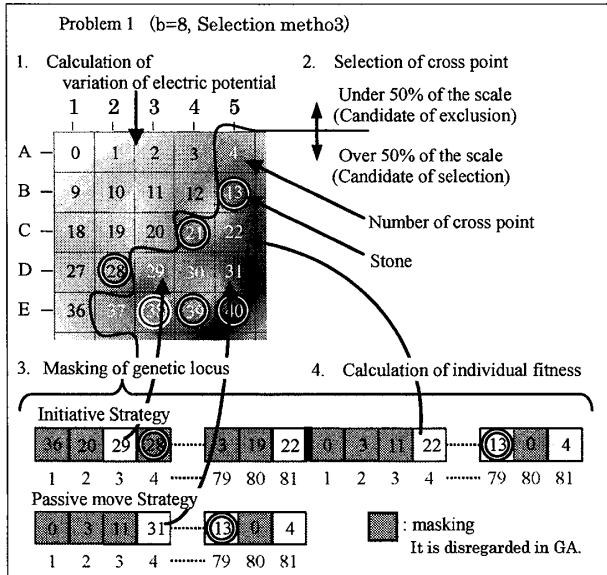 Problem 1 (b=8, Selection metho3)
1. Calculation of
variation of electric potential
2. Selection of cross point
1 2 3 4 5
Under 50% of the scale
(Candidate of exclusion)
A 0 1 2 3 4
Over 50% of the scale
(Candidate of selection)
B 9 10 11 12 13
Number of cross point
C 18 19 20 21 22
Stone
D 27 28 29 30 31
E 36 37 38 39 40
3. Masking of genetic locus
4. Calculation of individual fitness
Initiative Strategy
36 20 29 28 ........ 3 19 22 0 3 11 22 ........ 13 0 4
1 2 3 4 ........ 79 80 81 1 2 3 4 ........ 79 80 81
Passive move Strategy
0 3 11 31 ........ 13 0 4
: masking
It is disregarded in GA.
1 2 3 4 ........ 79 80 81